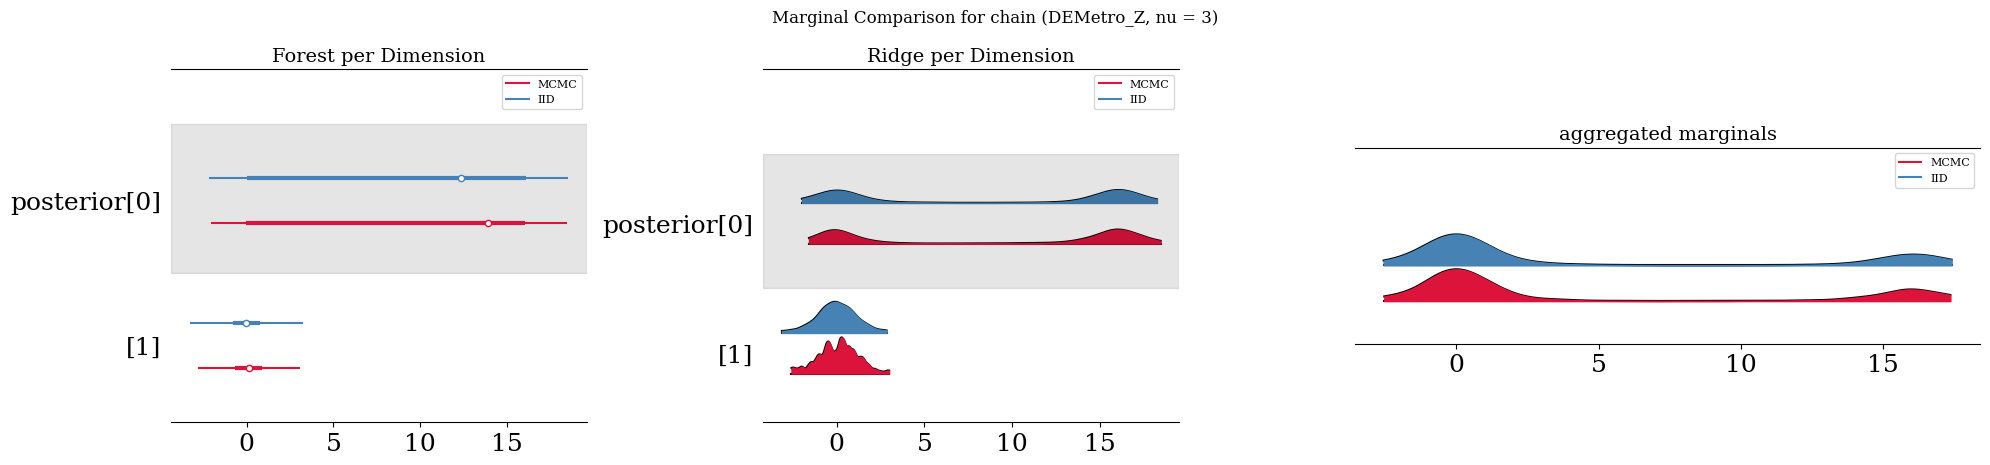 Marginal Comparison for chain (DEMetro_Z, nu = 3)
Forest per Dimension
MCMC
IID
posterior[0]
[1]
0 5 10 15
Ridge per Dimension
MCMC
IID
posterior[0]
[1]
0 5 10 15
aggregated marginals
MCMC
IID
0 5 10 15